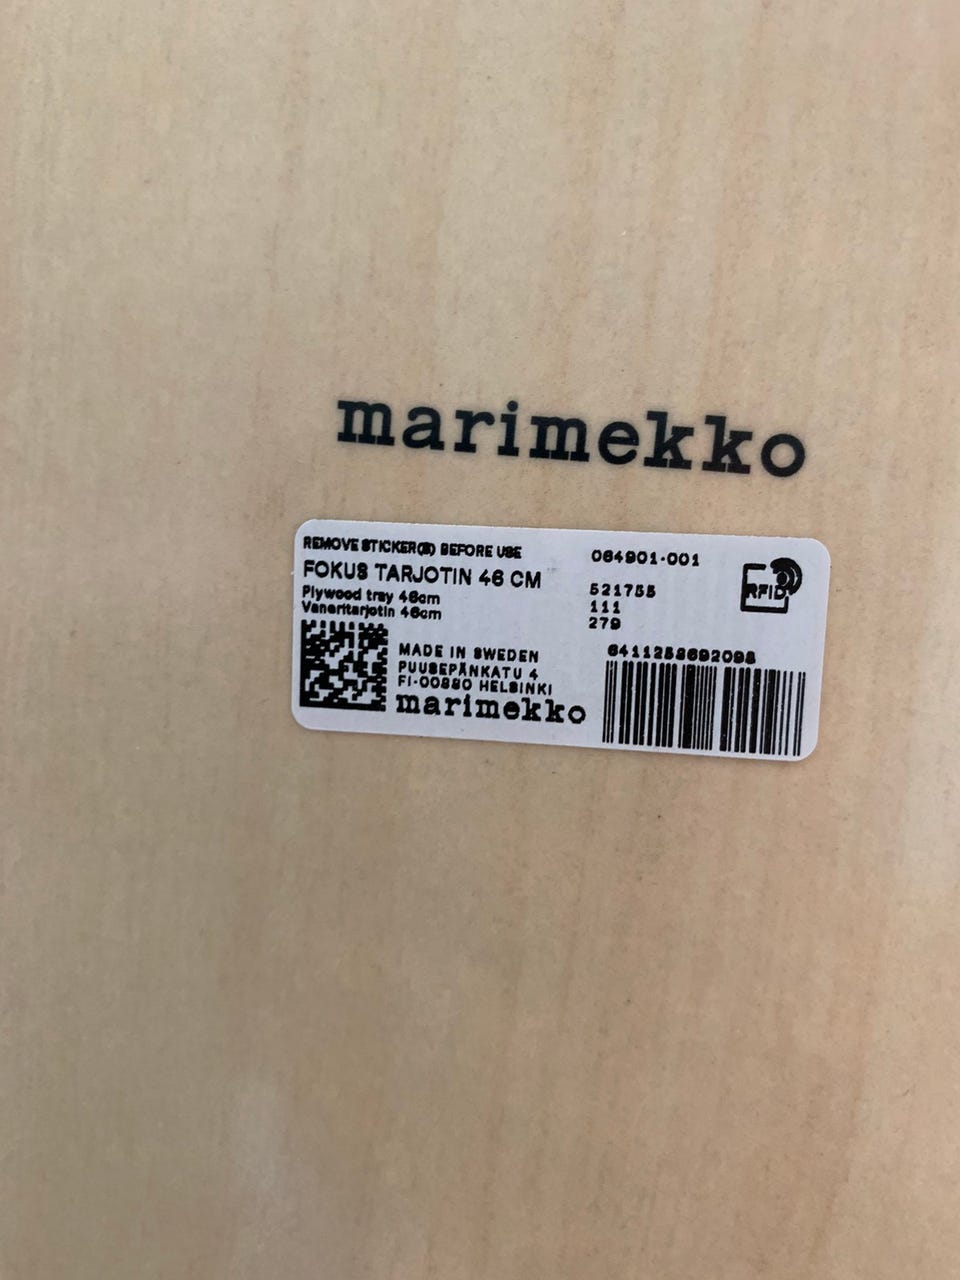 marimekko
REMOVE STICKER(S) BEFORE USE
FOKUS TARJOTIN 46 CM
Plywood tray 46cm
Vaneritarjotin 46cm
MADE IN SWEDEN
PUUSEPÄNKATU 4
FI-00880 HELSINKI
marimekko
064901-001
521755
111
279
RFID
6411258692098